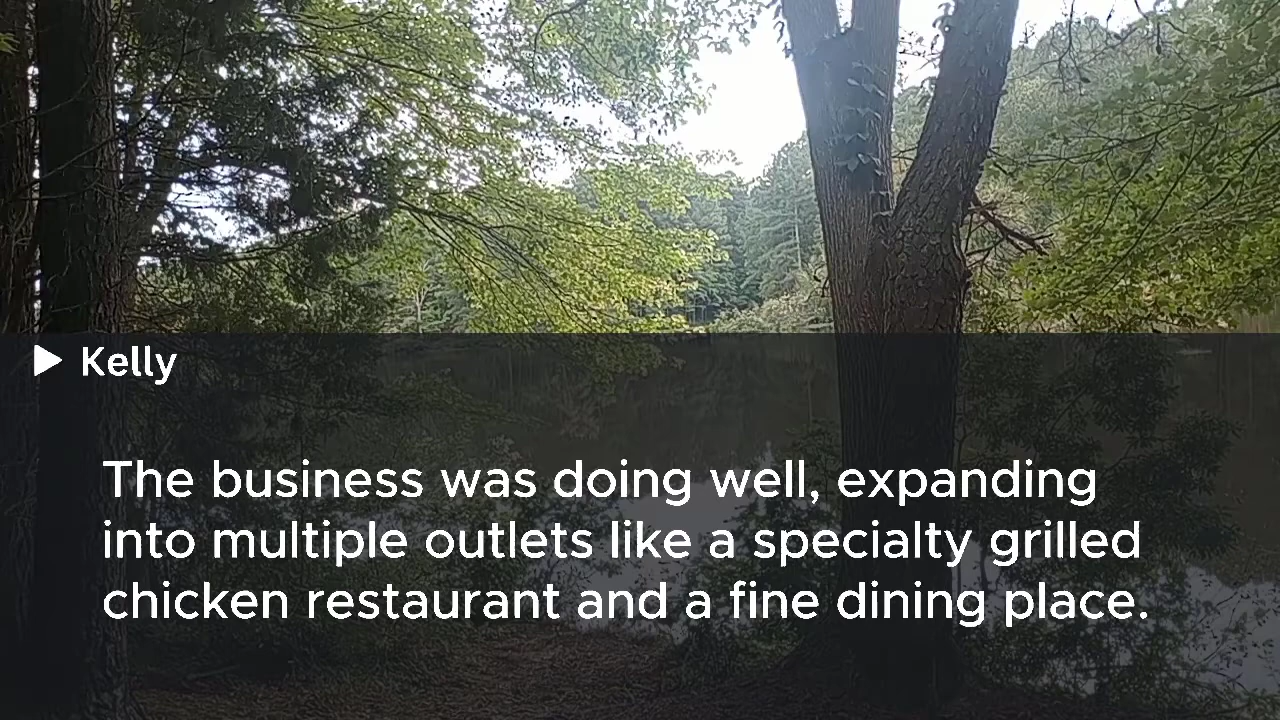 Kelly
The business was doing well, expanding
into multiple outlets like a specialty grilled
chicken restaurant and a fine dining place.